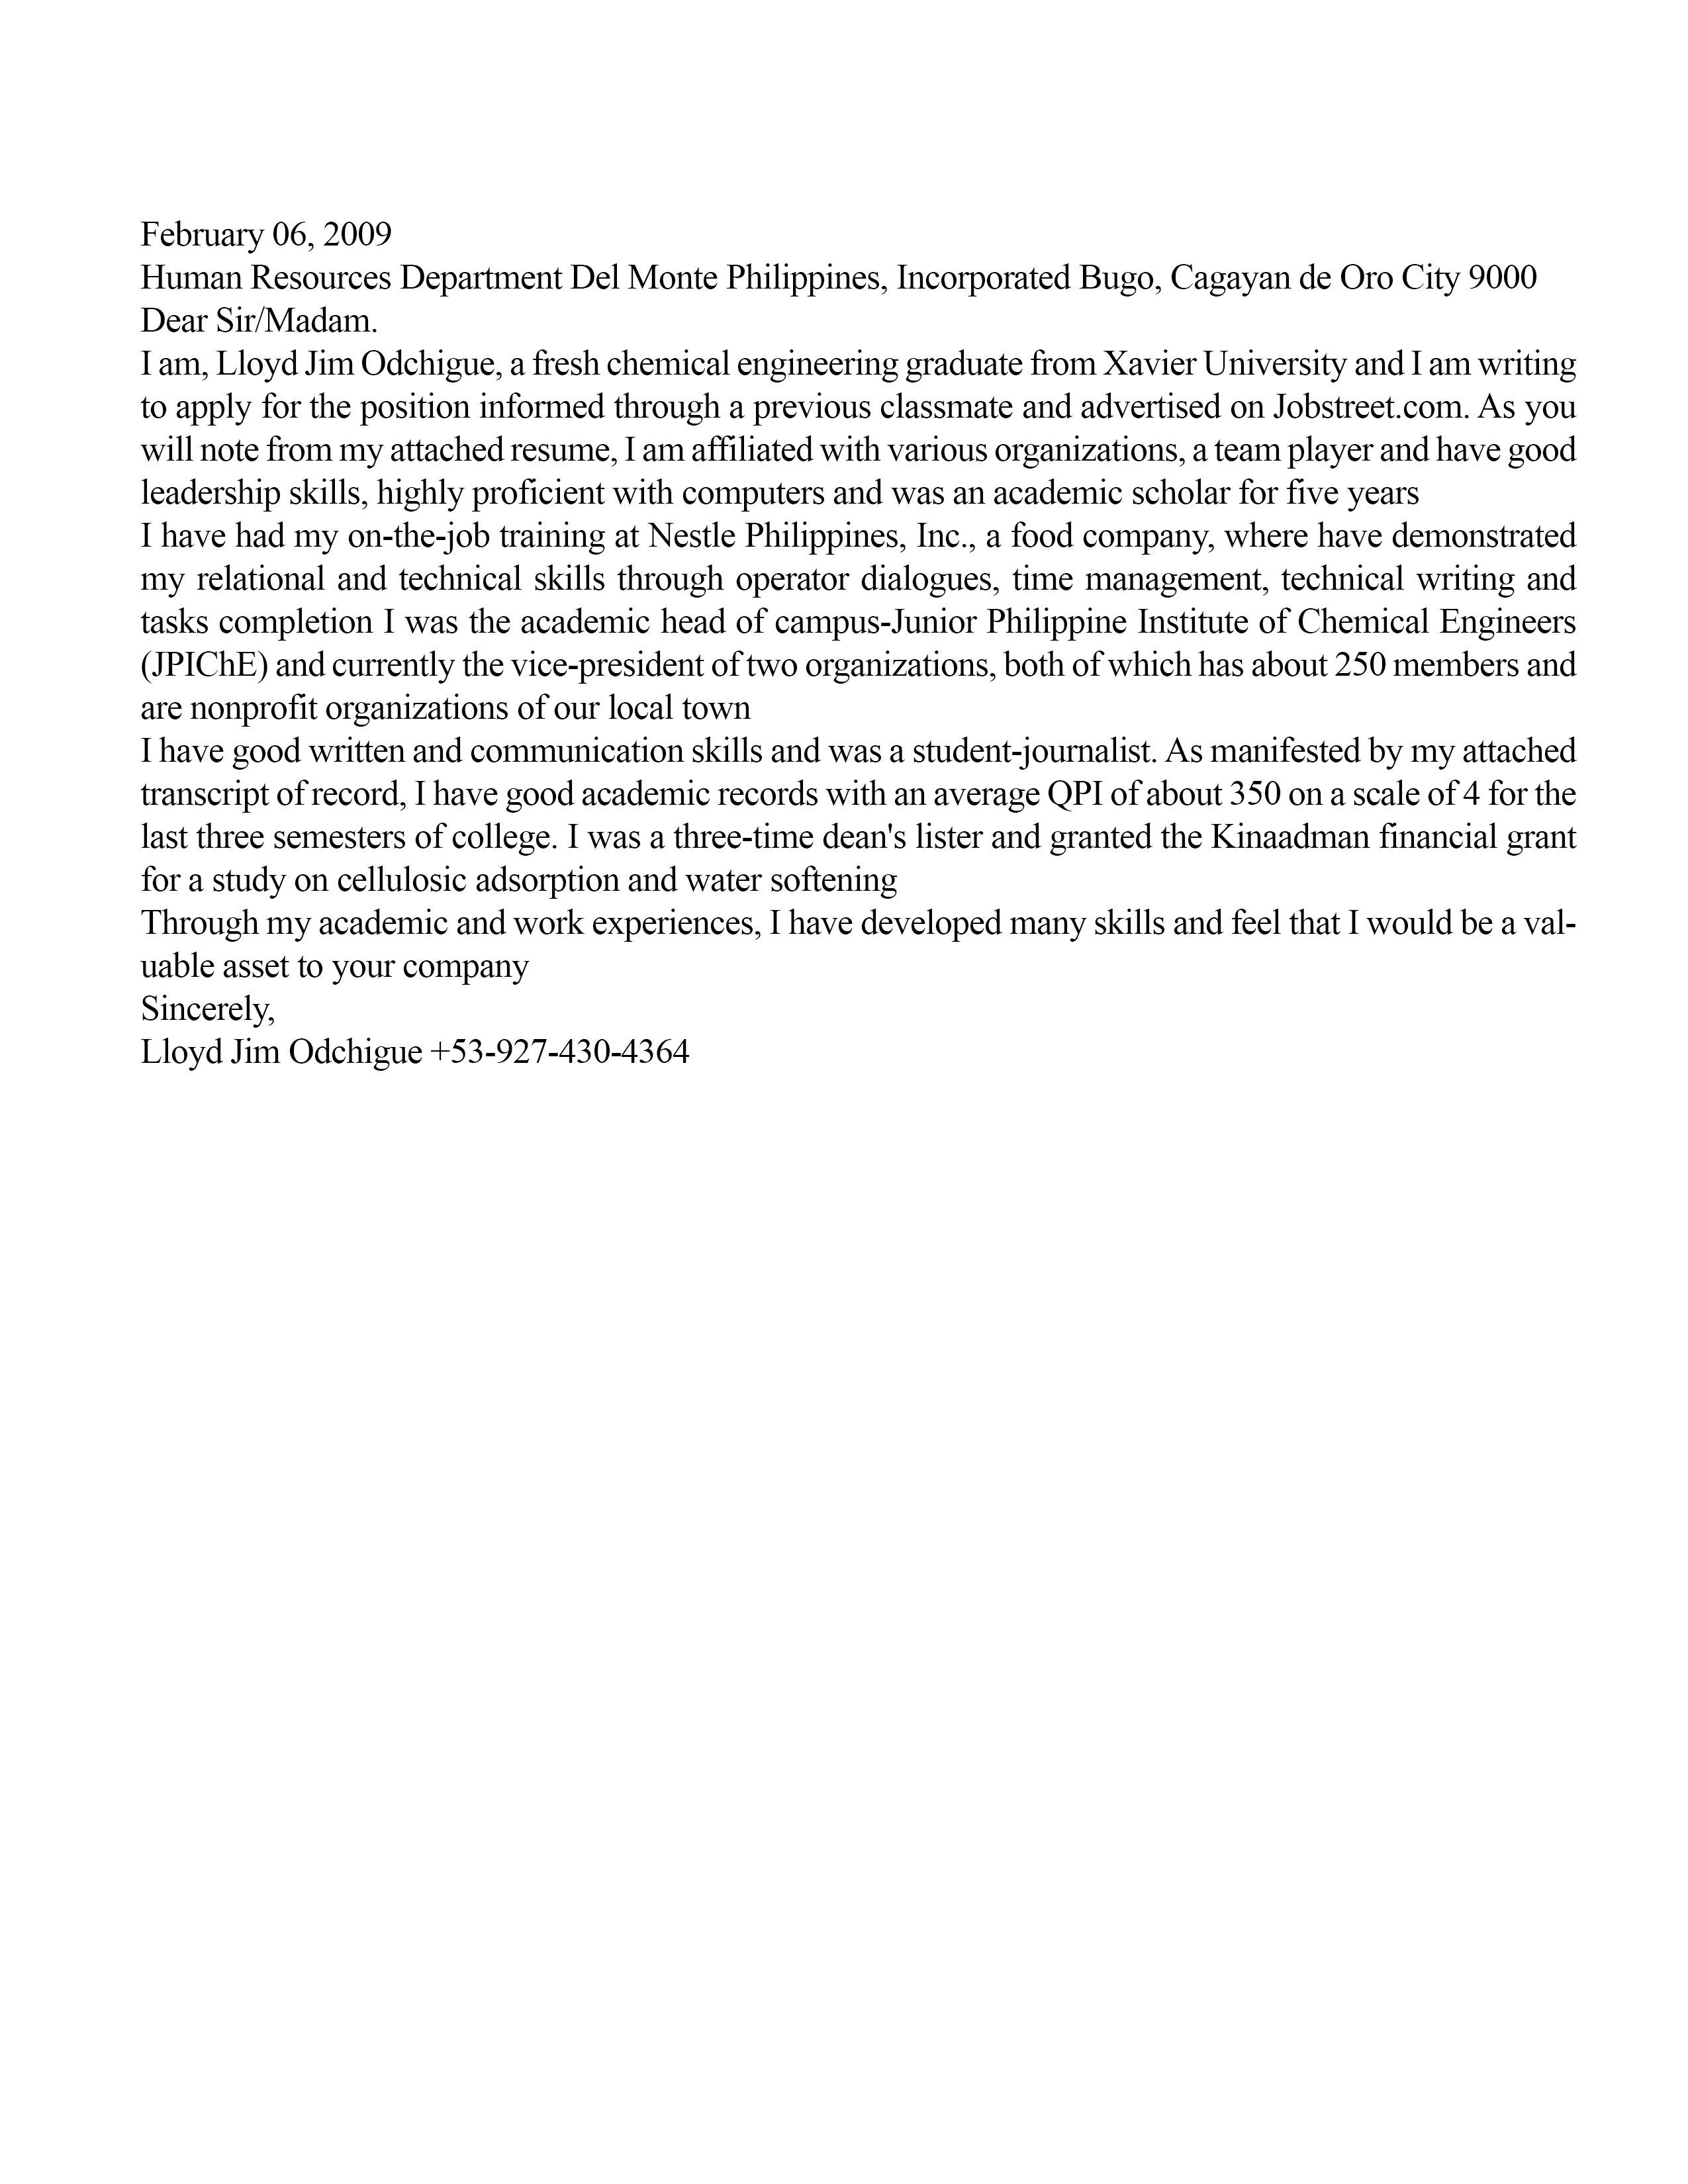 February 06, 2009
Human Resources Department Del Monte Philippines, Incorporated Bugo, Cagayan de Oro City 9000
Dear Sir/Madam.
I am, Lloyd Jim Odchigue, a fresh chemical engineering graduate from Xavier University and I am writing
to apply for the position informed through a previous classmate and advertised on Jobstreet.com. As you
will note from my attached resume, I am affiliated with various organizations, a team player and have good
leadership skills, highly proficient with computers and was an academic scholar for five years
I have had my on-the-job training at Nestle Philippines, Inc., a food company, where have demonstrated
my relational and technical skills through operator dialogues, time management, technical writing and
tasks completion I was the academic head of campus-Junior Philippine Institute of Chemical Engineers
(JPIChE) and currently the vice-president of two organizations, both of which has about 250 members and
are nonprofit organizations of our local town
I have good written and communication skills and was a student-journalist. As manifested by my attached
transcript of record, I have good academic records with an average QPI of about 350 on a scale of 4 for the
last three semesters of college. I was a three-time dean's lister and granted the Kinaadman financial grant
for a study on cellulosic adsorption and water softening
Through my academic and work experiences, I have developed many skills and feel that I would be a val-
uable asset to your company
Sincerely,
Lloyd Jim Odchigue +53-927-430-4364